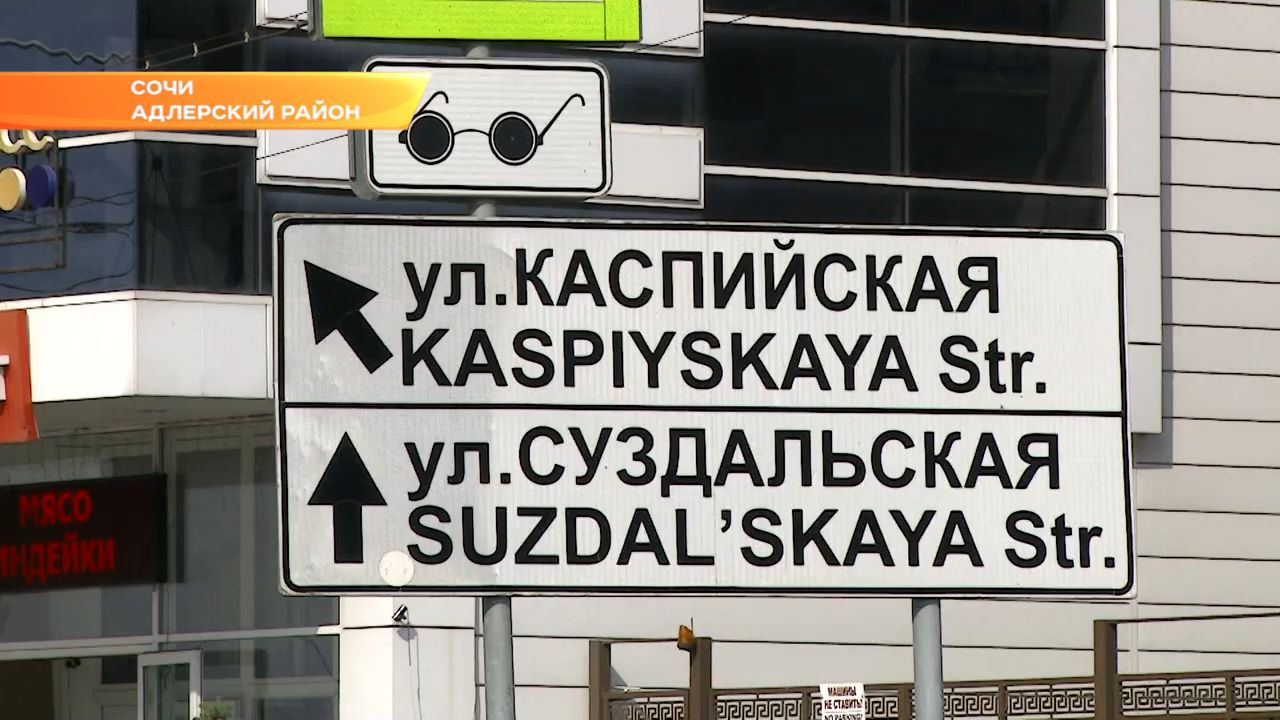 СОЧИ
АДЛЕРСКИЙ РАЙОН
ул.КАСПИЙСКАЯ
KASPIYSKAYA Str.
ул.СУЗДАЛЬСКАЯ
SUZDAL'SKAYA Str.
МЯСО
ИНДЕЙКИ
МАШИНЫ
НЕ СТАВИТЬ!
NO PARKING!